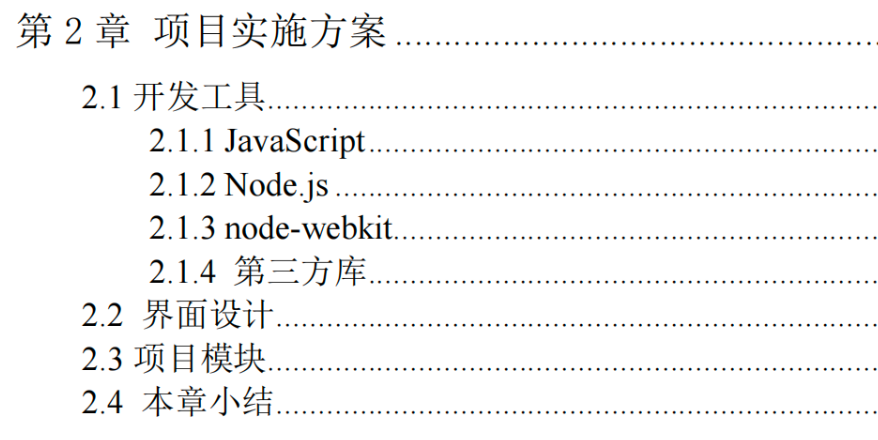 第 2 章 项目实施方案........................................
2.1 开发工具........................................
2.1.1 JavaScript........................................
2.1.2 Node.js........................................
2.1.3 node-webkit........................................
2.1.4 第三方库........................................
2.2 界面设计........................................
2.3 项目模块........................................
2.4 本章小结........................................